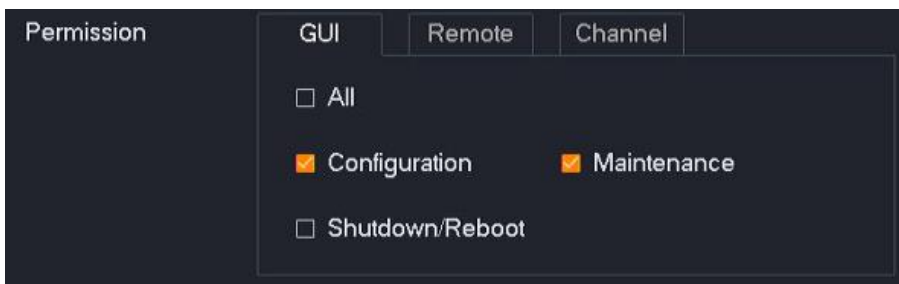 Permission GUI Remote Channel
All
Configuration Maintenance
Shutdown/Reboot